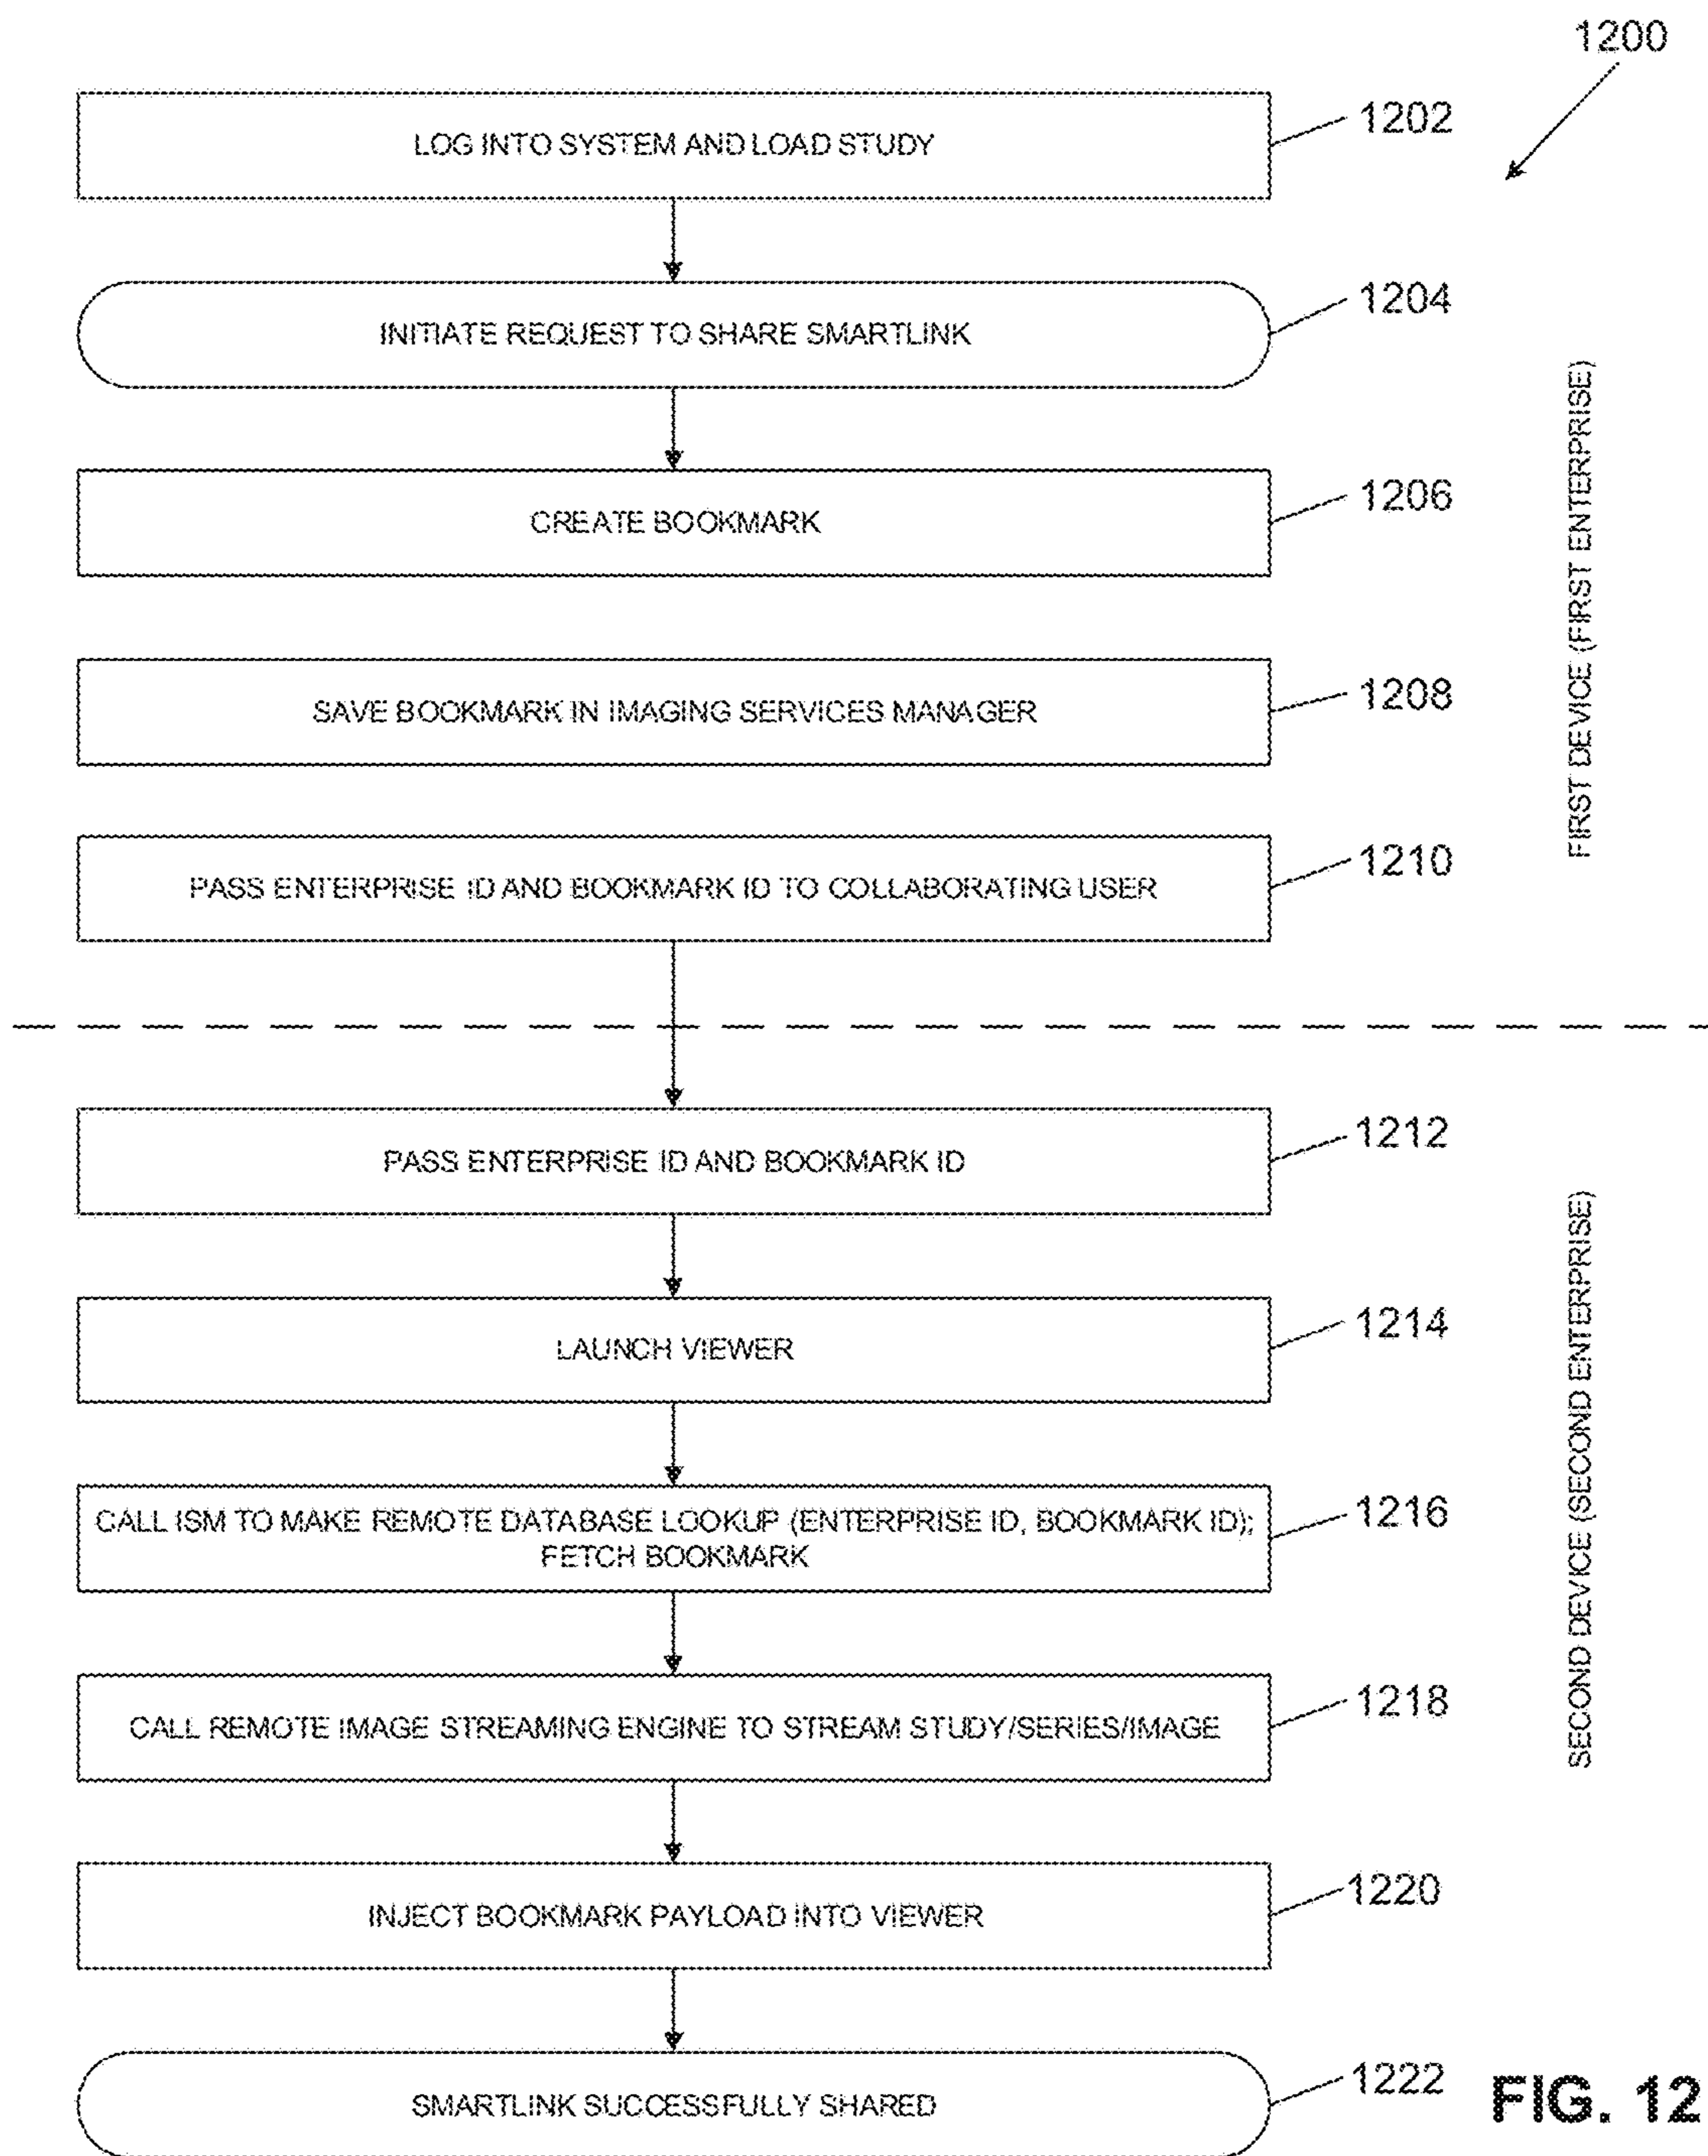 1200
LOG INTO SYSTEM AND LOAD STUDY
1202
INITIATE REQUEST TO SHARE SMARTLINK
1204
CREATE BOOKMARK
1206
SAVE BOOKMARK IN IMAGING SERVICES MANAGER
1208
PASS ENTERPRISE ID AND BOOKMARK ID TO COLLABORATING USER
1210
FIRST DEVICE (FIRST ENTERPRISE)
PASS ENTERPRISE ID AND BOOKMARK ID
1212
LAUNCH VIEWER
1214
CALL ISM TO MAKE REMOTE DATABASE LOOKUP (ENTERPRISE ID, BOOKMARK ID);
FETCH BOOKMARK
1216
CALL REMOTE IMAGE STREAMING ENGINE TO STREAM STUDY/SERIES/IMAGE
1218
INJECT BOOKMARK PAYLOAD INTO VIEWER
1220
SMARTLINK SUCCESSFULLY SHARED
1222
SECOND DEVICE (SECOND ENTERPRISE)
FIG. 12